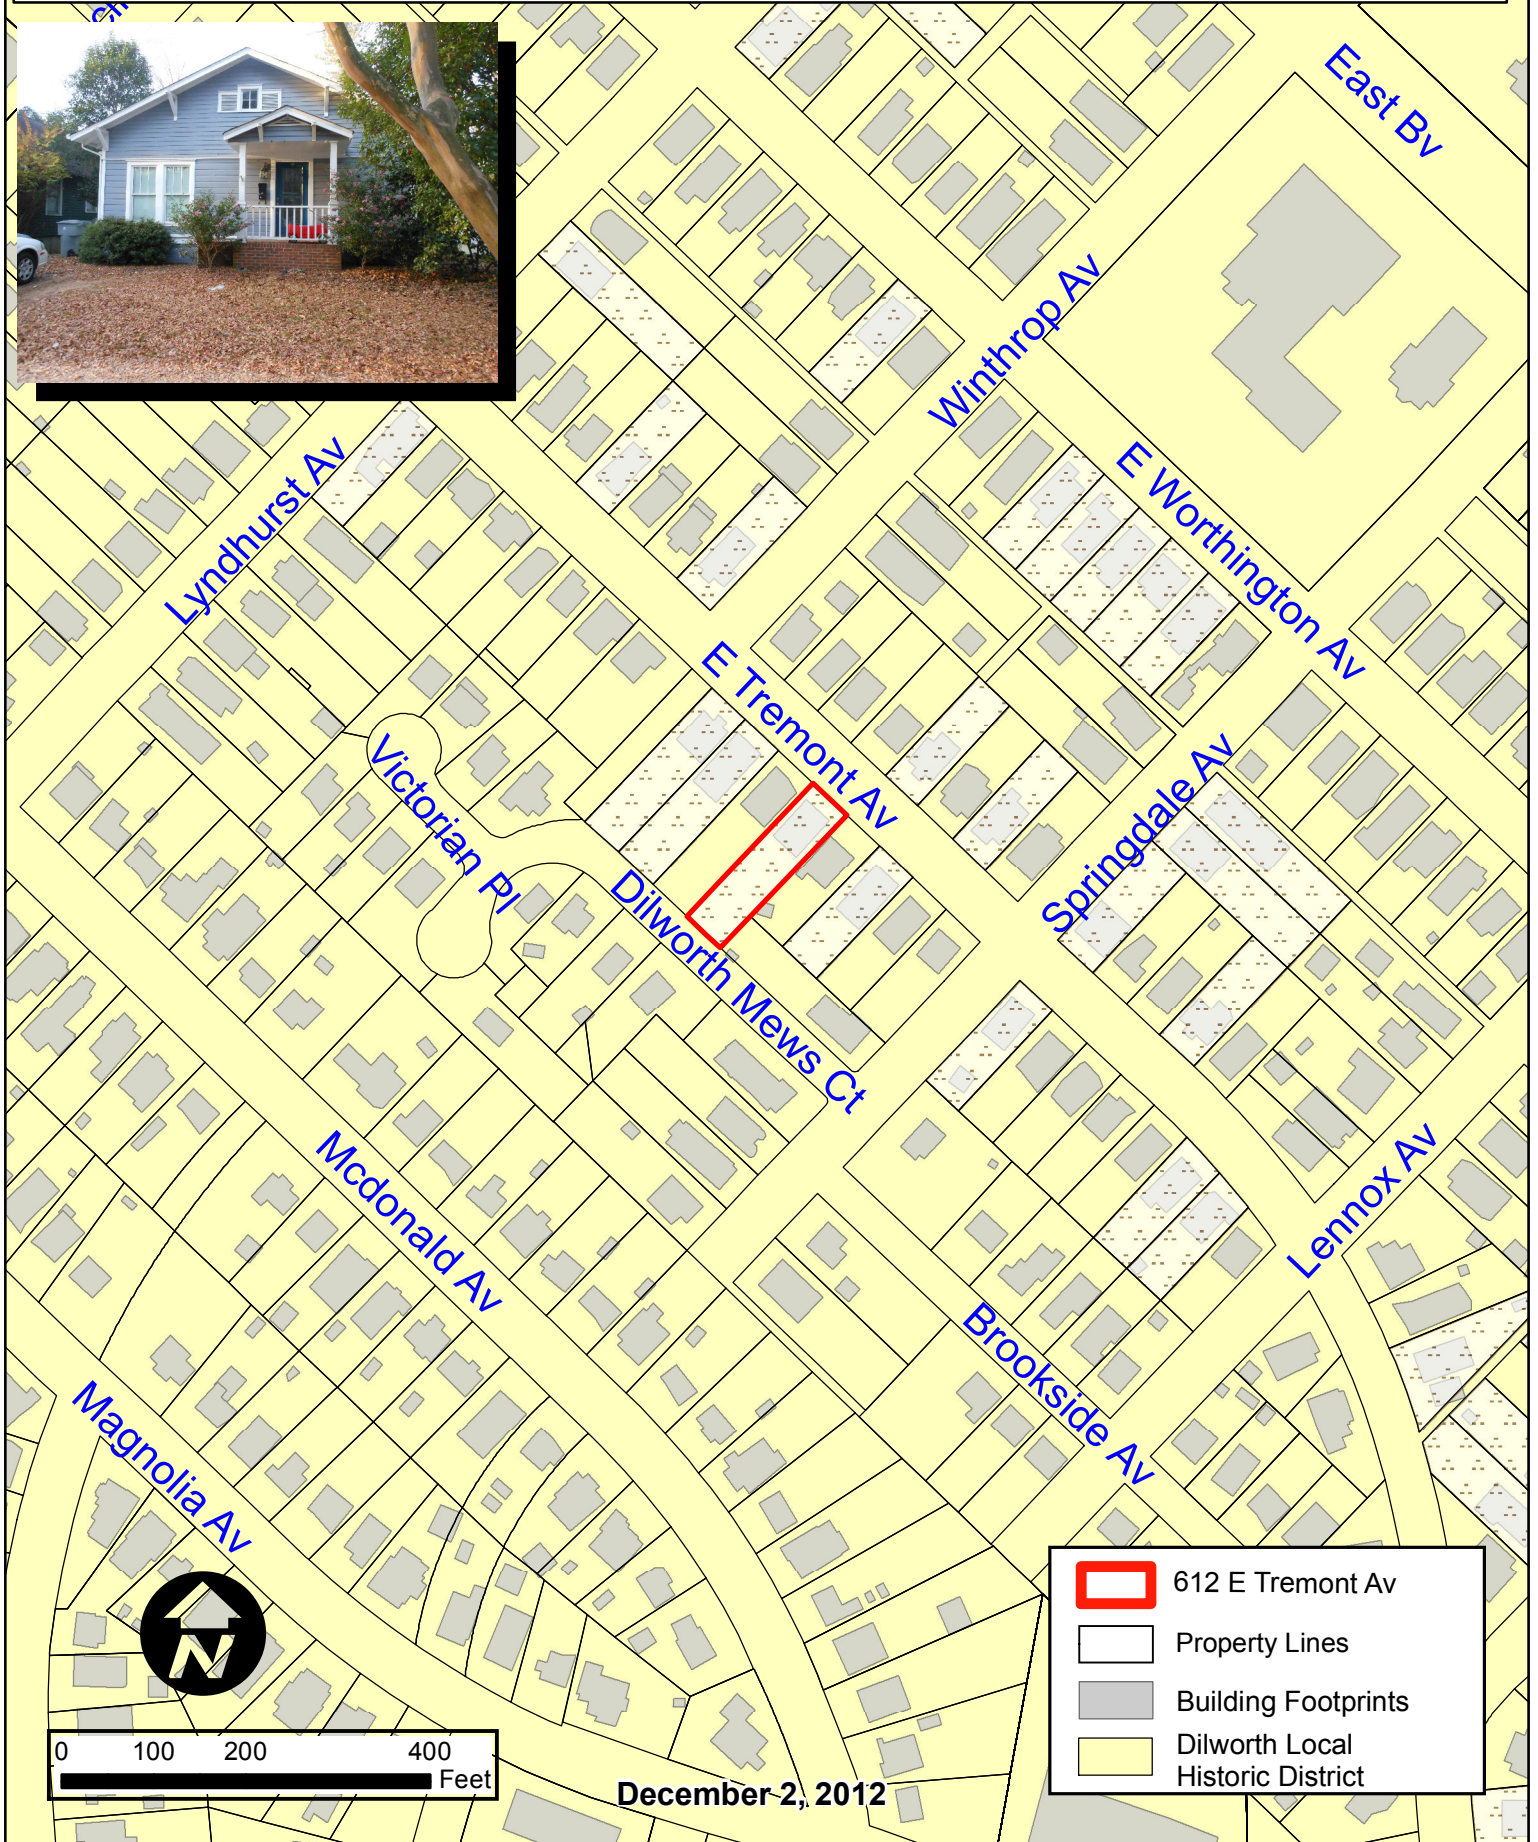 East Bv
Winthrop Av
Lyndhurst Av
E Worthington Av
E Tremont Av
Victorian Pl
Springdale Av
Dilworth Mews Ct
Mcdonald Av
Lennox Av
Brookside Av
Magnolia Av
N
0 100 200 400
Feet
December 2, 2012
612 E Tremont Av
Property Lines
Building Footprints
Dilworth Local
Historic District